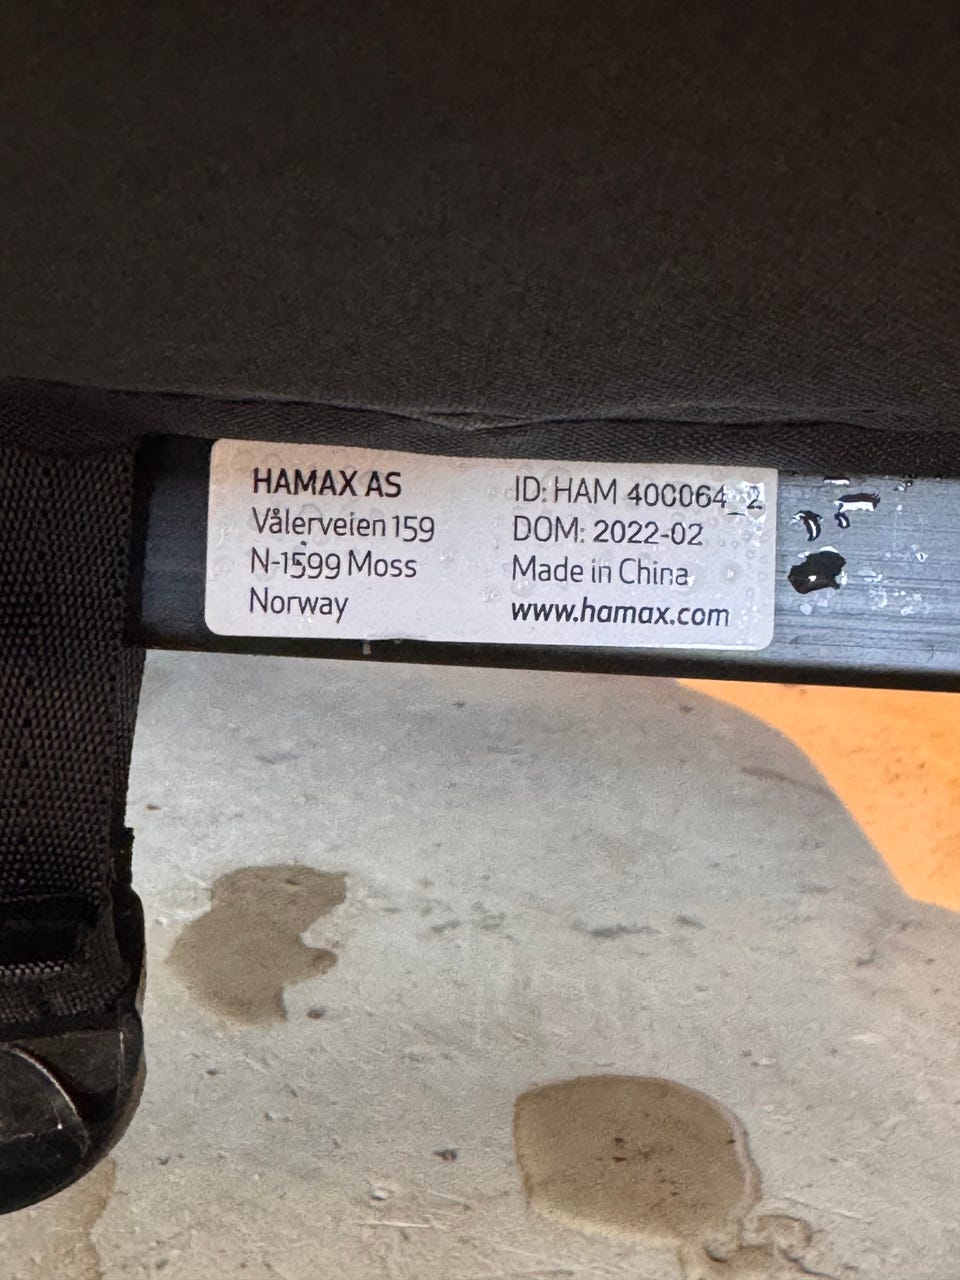 HAMAX AS
Vålerveien 159
N-1599 Moss
Norway
ID: HAM 400064_2
DOM: 2022-02
Made in China
www.hamax.com